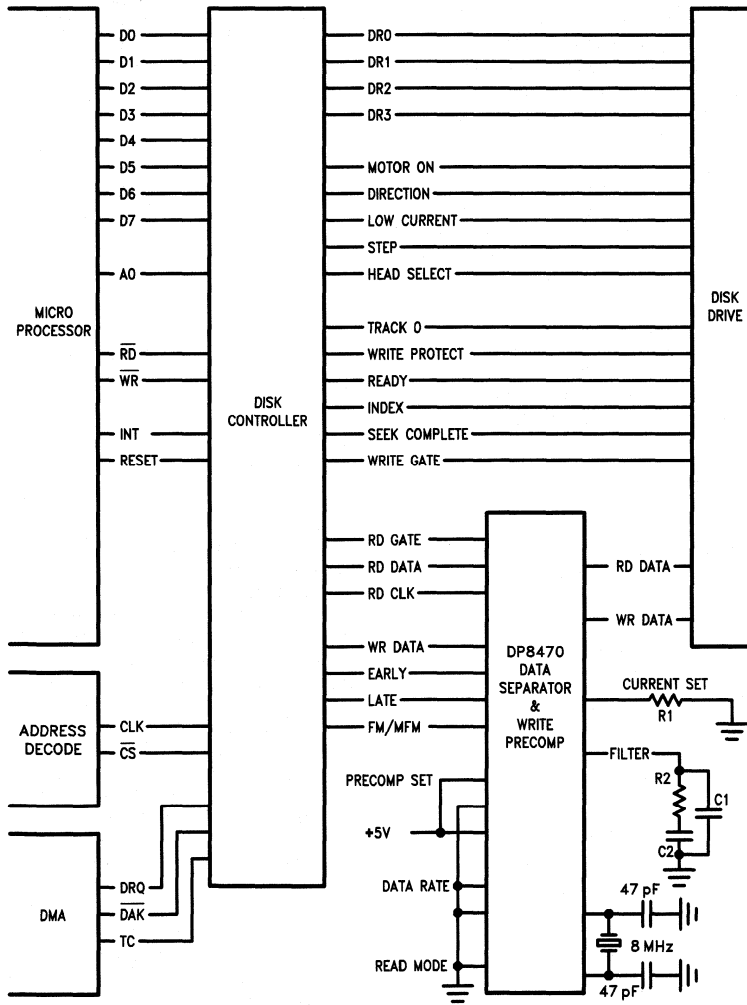 D0
D1
D2
D3
D4
D5
D6
D7
A0
MICRO
PROCESSOR
R̅D̅
W̅R̅
INT
RESET
ADDRESS
DECODE
CLK
C̅S̅
DMA
DRQ
D̅A̅K̅
TC
DISK
CONTROLLER
DR0
DR1
DR2
DR3
MOTOR ON
DIRECTION
LOW CURRENT
STEP
HEAD SELECT
TRACK 0
WRITE PROTECT
READY
INDEX
SEEK COMPLETE
WRITE GATE
DISK
DRIVE
RD GATE
RD DATA
RD CLK
WR DATA
EARLY
LATE
FM/MFM
PRECOMP SET
+5V
DATA RATE
READ MODE
DP8470
DATA
SEPARATOR
&
WRITE
PRECOMP
RD DATA
WR DATA
CURRENT SET
R1
FILTER
R2
C1
C2
47 pF
8 MHz
47 pF